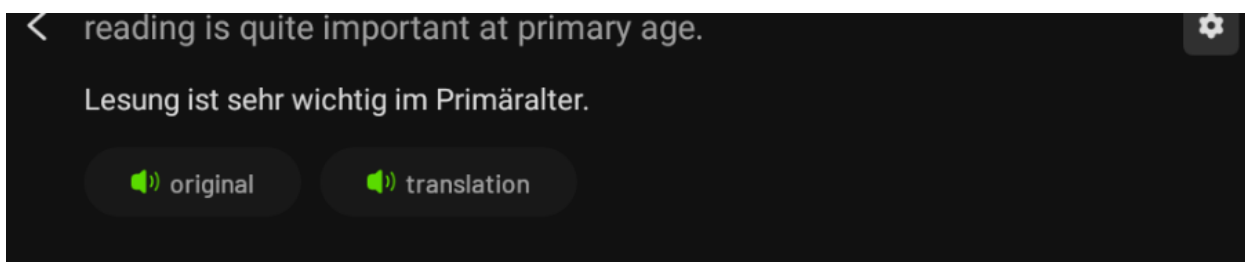 reading is quite important at primary age.
Lesung ist sehr wichtig im Primäralter.
original
translation